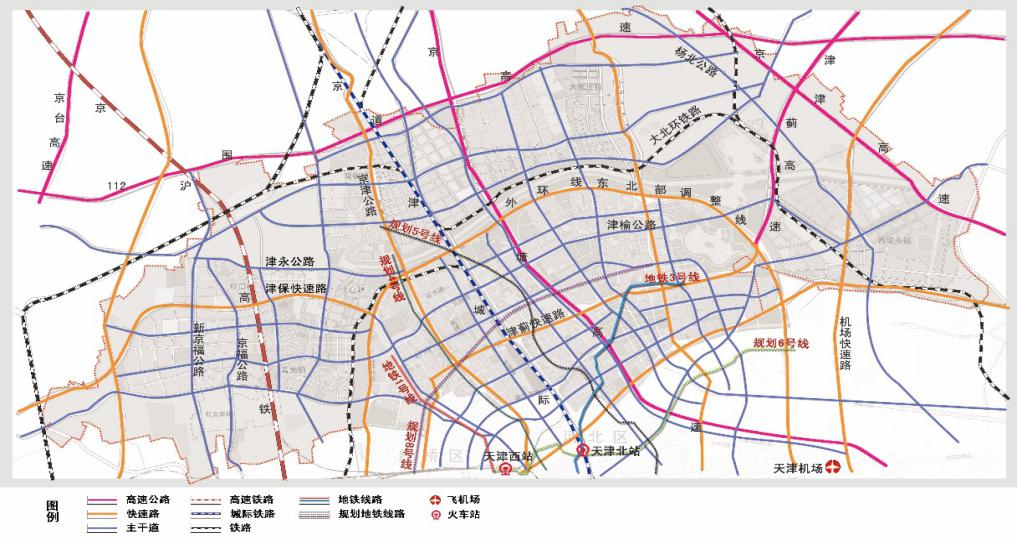 京台高速
京沪高铁
112
国道
京津塘高速
京津城际
京津高速
津蓟高速
杨北公路
大北环铁路
外环线东北部调整线
京津公路
规划5号线
津榆公路
规划4号线
地铁3号线
津永公路
津保快速路
津蓟快速路
规划6号线
新京福公路
京福公路
机场快速路
地铁1号线
规划8号线
天津西站
天津北站
天津机场
河北区
桥区
图例
高速公路
高速铁路
地铁线路
飞机场
快速路
城际铁路
规划地铁线路
火车站
主干道
铁路